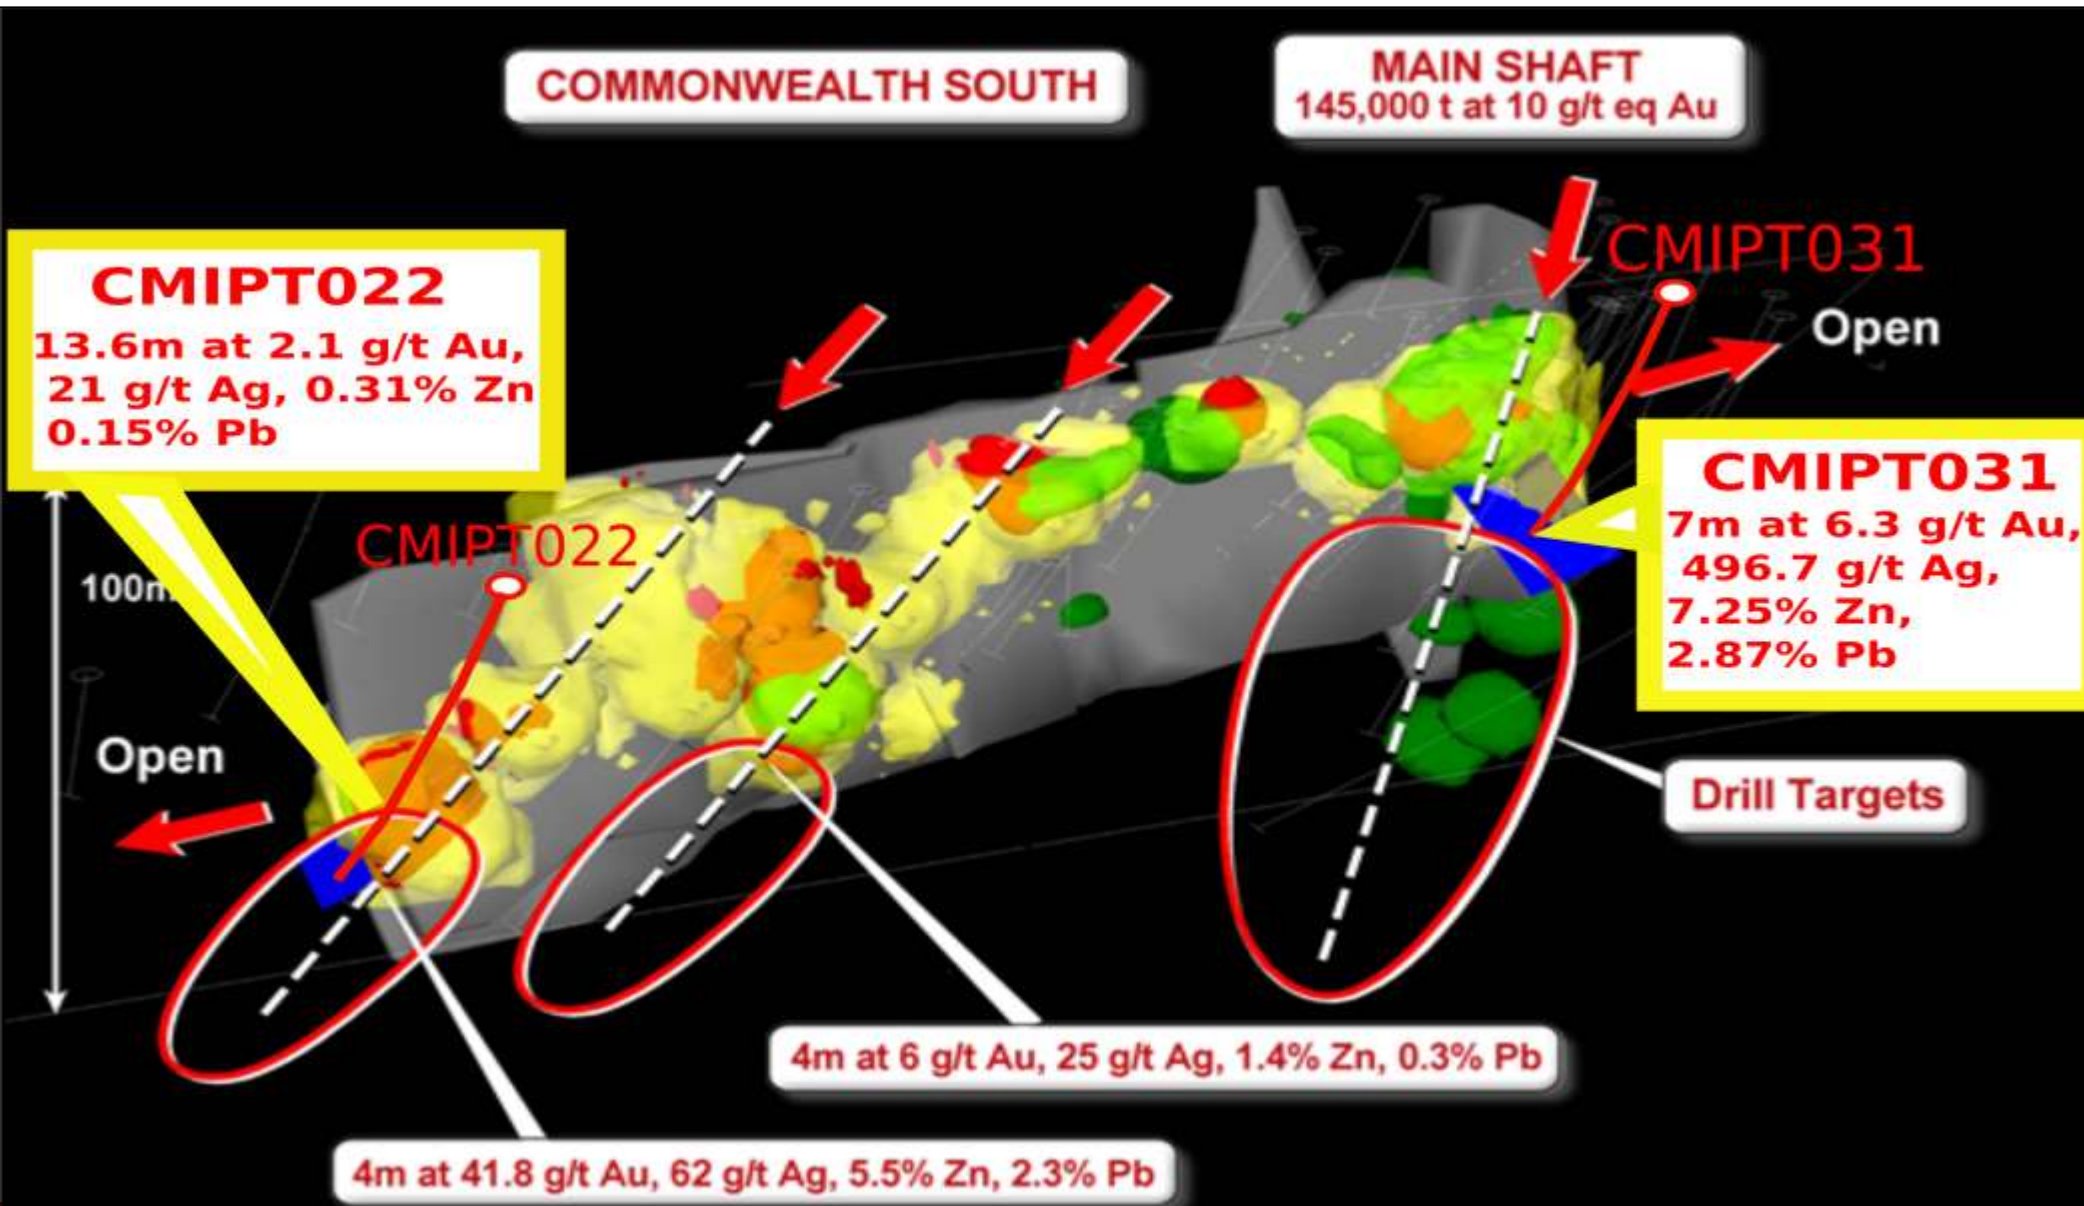 COMMONWEALTH SOUTH
MAIN SHAFT
145,000 t at 10 g/t eq Au
CMIPT022
13.6m at 2.1 g/t Au,
21 g/t Ag, 0.31% Zn
0.15% Pb
CMIPT031
Open
CMIPT031
7m at 6.3 g/t Au,
496.7 g/t Ag,
7.25% Zn,
2.87% Pb
CMIPT022
100m
Open
Drill Targets
4m at 6 g/t Au, 25 g/t Ag, 1.4% Zn, 0.3% Pb
4m at 41.8 g/t Au, 62 g/t Ag, 5.5% Zn, 2.3% Pb